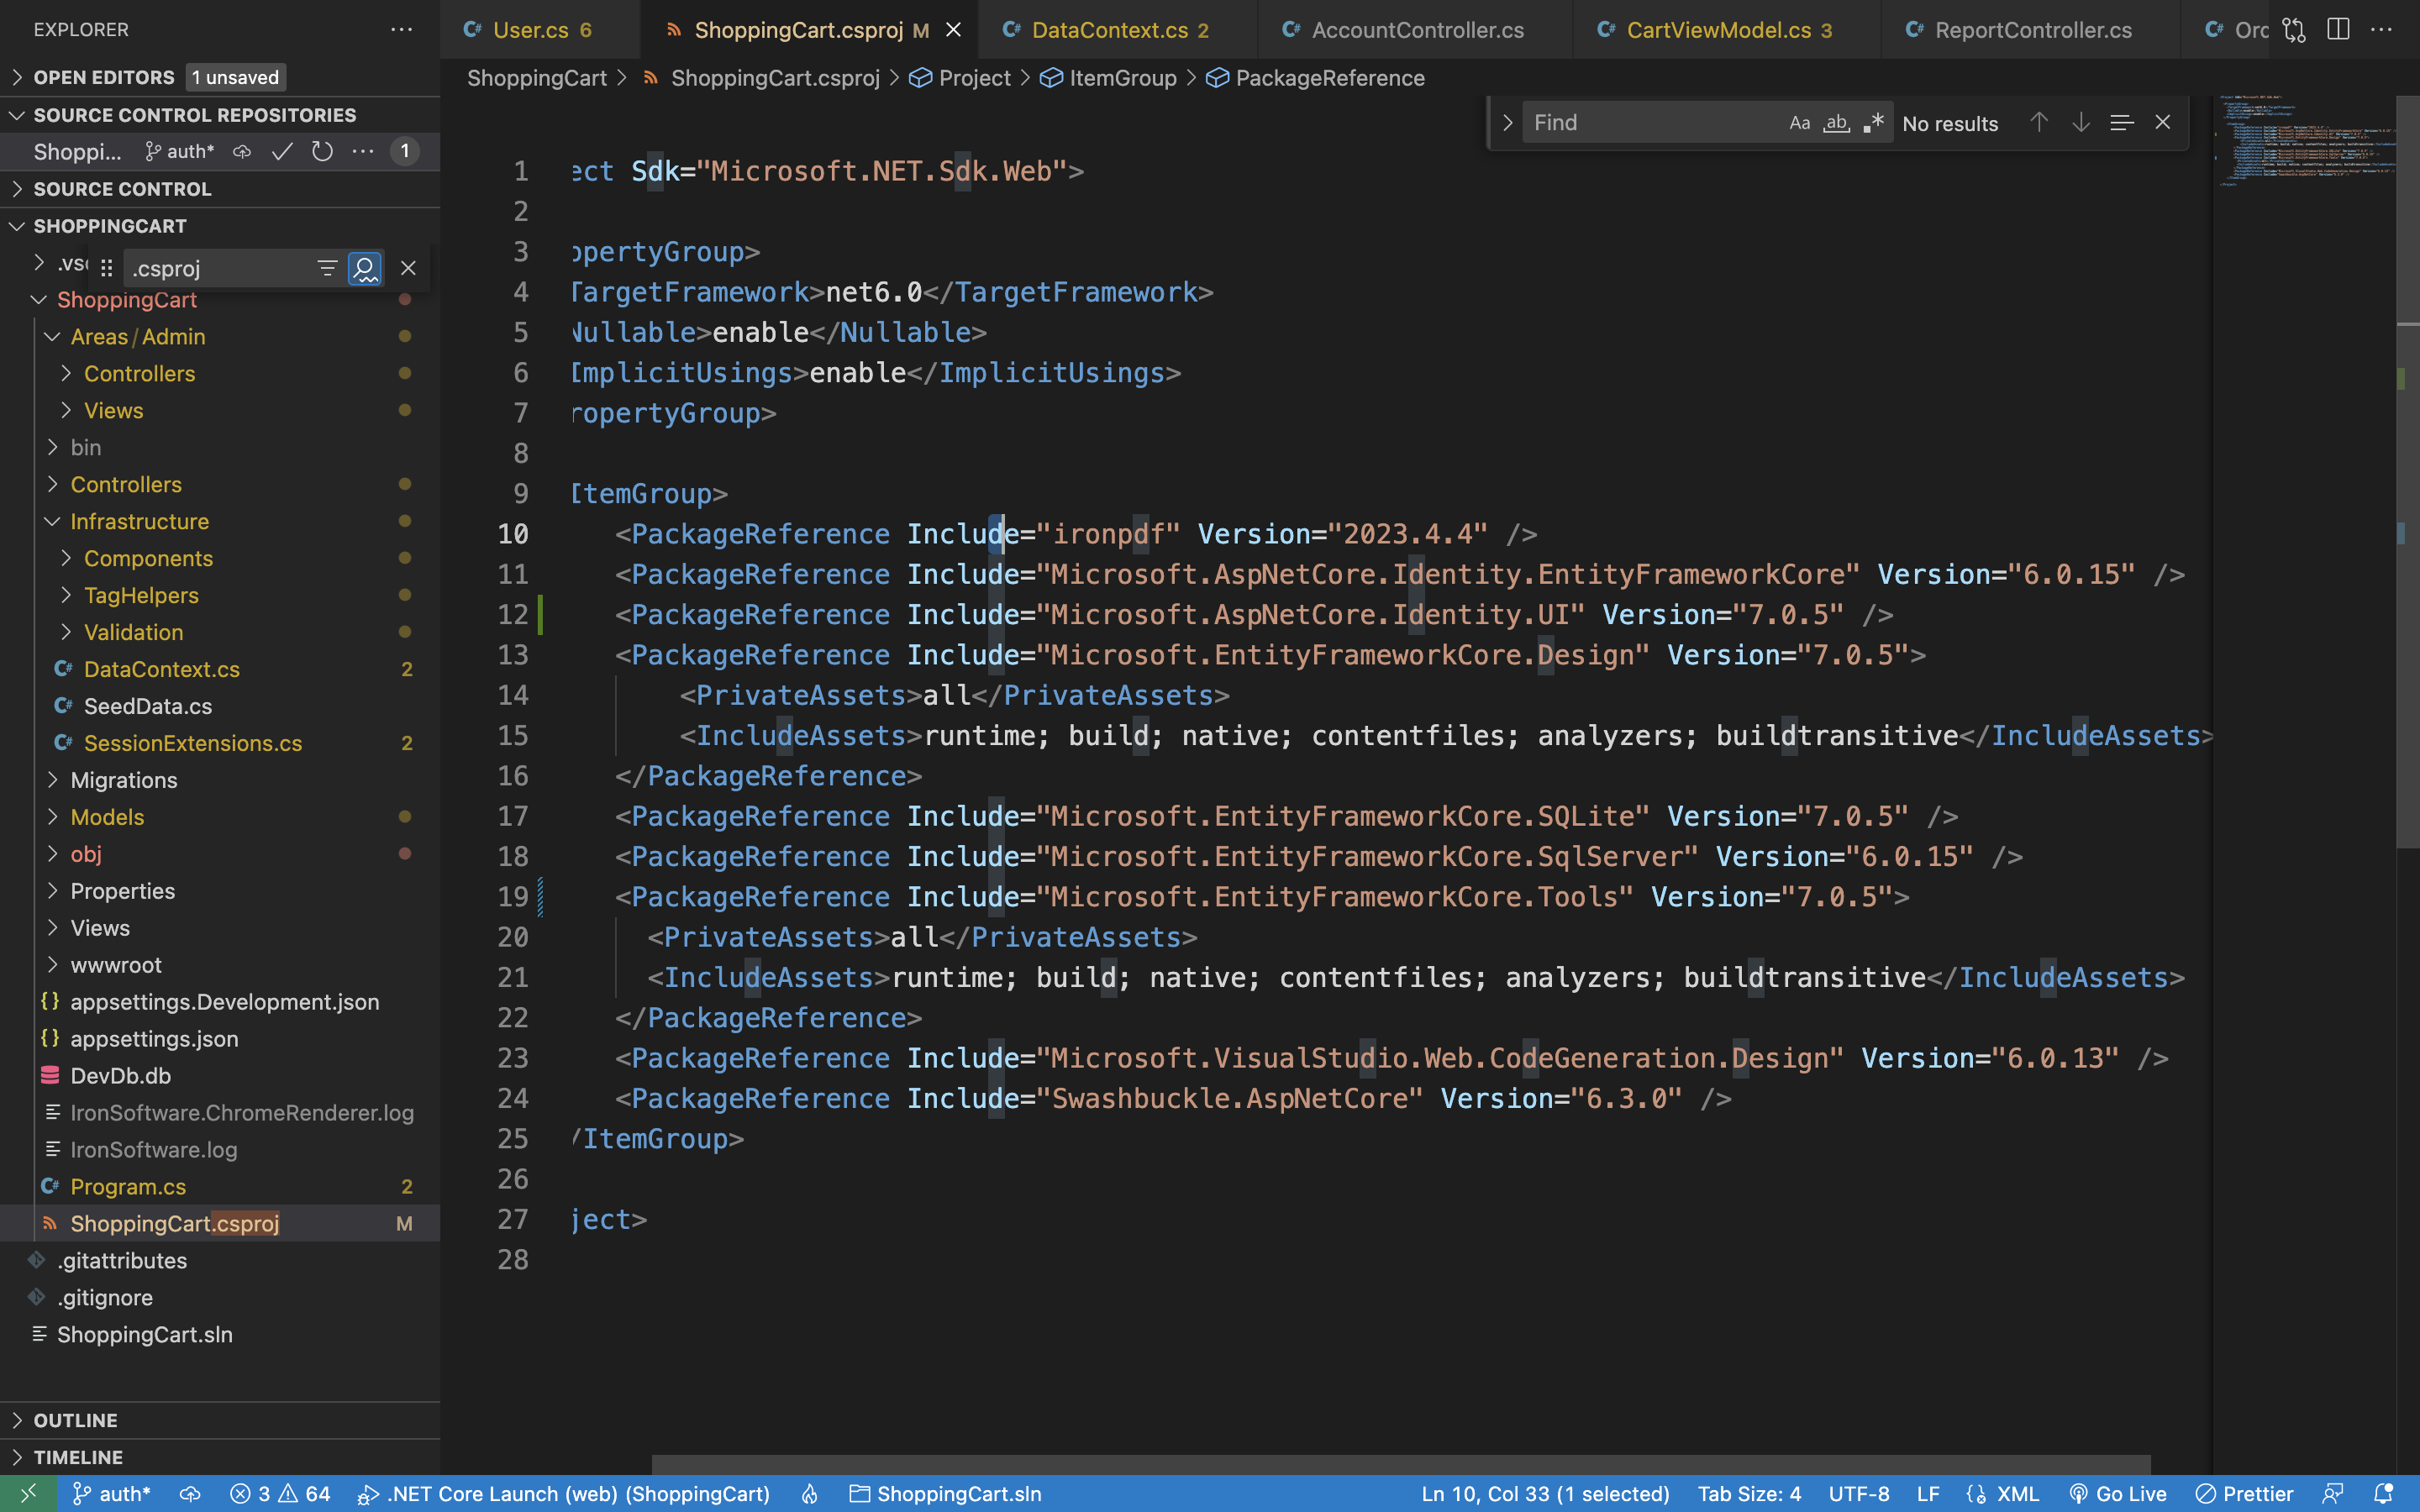 EXPLORER
User.cs 6
ShoppingCart.csproj M
DataContext.cs 2
AccountController.cs
CartViewModel.cs 3
ReportController.cs
Orc
OPEN EDITORS 1 unsaved
SOURCE CONTROL REPOSITORIES
Shoppi... auth* 1
SOURCE CONTROL
SHOPPINGCART
.vsc
.csproj
ShoppingCart
Areas/Admin
Controllers
Views
bin
Controllers
Infrastructure
Components
TagHelpers
Validation
DataContext.cs 2
SeedData.cs
SessionExtensions.cs 2
Migrations
Models
obj
Properties
Views
wwwroot
appsettings.Development.json
appsettings.json
DevDb.db
IronSoftware.ChromeRenderer.log
IronSoftware.log
Program.cs 2
ShoppingCart.csproj M
.gitattributes
.gitignore
ShoppingCart.sln
OUTLINE
TIMELINE
ShoppingCart > ShoppingCart.csproj > Project > ItemGroup > PackageReference
Find Aa ab No results
1 ect Sdk="Microsoft.NET.Sdk.Web">
2
3 opertyGroup>
4 TargetFramework>net6.0</TargetFramework>
5 Nullable>enable</Nullable>
6 ImplicitUsings>enable</ImplicitUsings>
7 ropertyGroup>
8
9 ItemGroup>
10 <PackageReference Include="ironpdf" Version="2023.4.4" />
11 <PackageReference Include="Microsoft.AspNetCore.Identity.EntityFrameworkCore" Version="6.0.15" />
12 <PackageReference Include="Microsoft.AspNetCore.Identity.UI" Version="7.0.5" />
13 <PackageReference Include="Microsoft.EntityFrameworkCore.Design" Version="7.0.5">
14 <PrivateAssets>all</PrivateAssets>
15 <IncludeAssets>runtime; build; native; contentfiles; analyzers; buildtransitive</IncludeAssets>
16 </PackageReference>
17 <PackageReference Include="Microsoft.EntityFrameworkCore.SQLite" Version="7.0.5" />
18 <PackageReference Include="Microsoft.EntityFrameworkCore.SqlServer" Version="6.0.15" />
19 <PackageReference Include="Microsoft.EntityFrameworkCore.Tools" Version="7.0.5">
20 <PrivateAssets>all</PrivateAssets>
21 <IncludeAssets>runtime; build; native; contentfiles; analyzers; buildtransitive</IncludeAssets>
22 </PackageReference>
23 <PackageReference Include="Microsoft.VisualStudio.Web.CodeGeneration.Design" Version="6.0.13" />
24 <PackageReference Include="Swashbuckle.AspNetCore" Version="6.3.0" />
25 /ItemGroup>
26
27 ject>
28
auth* 3 64 .NET Core Launch (web) (ShoppingCart) ShoppingCart.sln Ln 10, Col 33 (1 selected) Tab Size: 4 UTF-8 LF XML Go Live Prettier